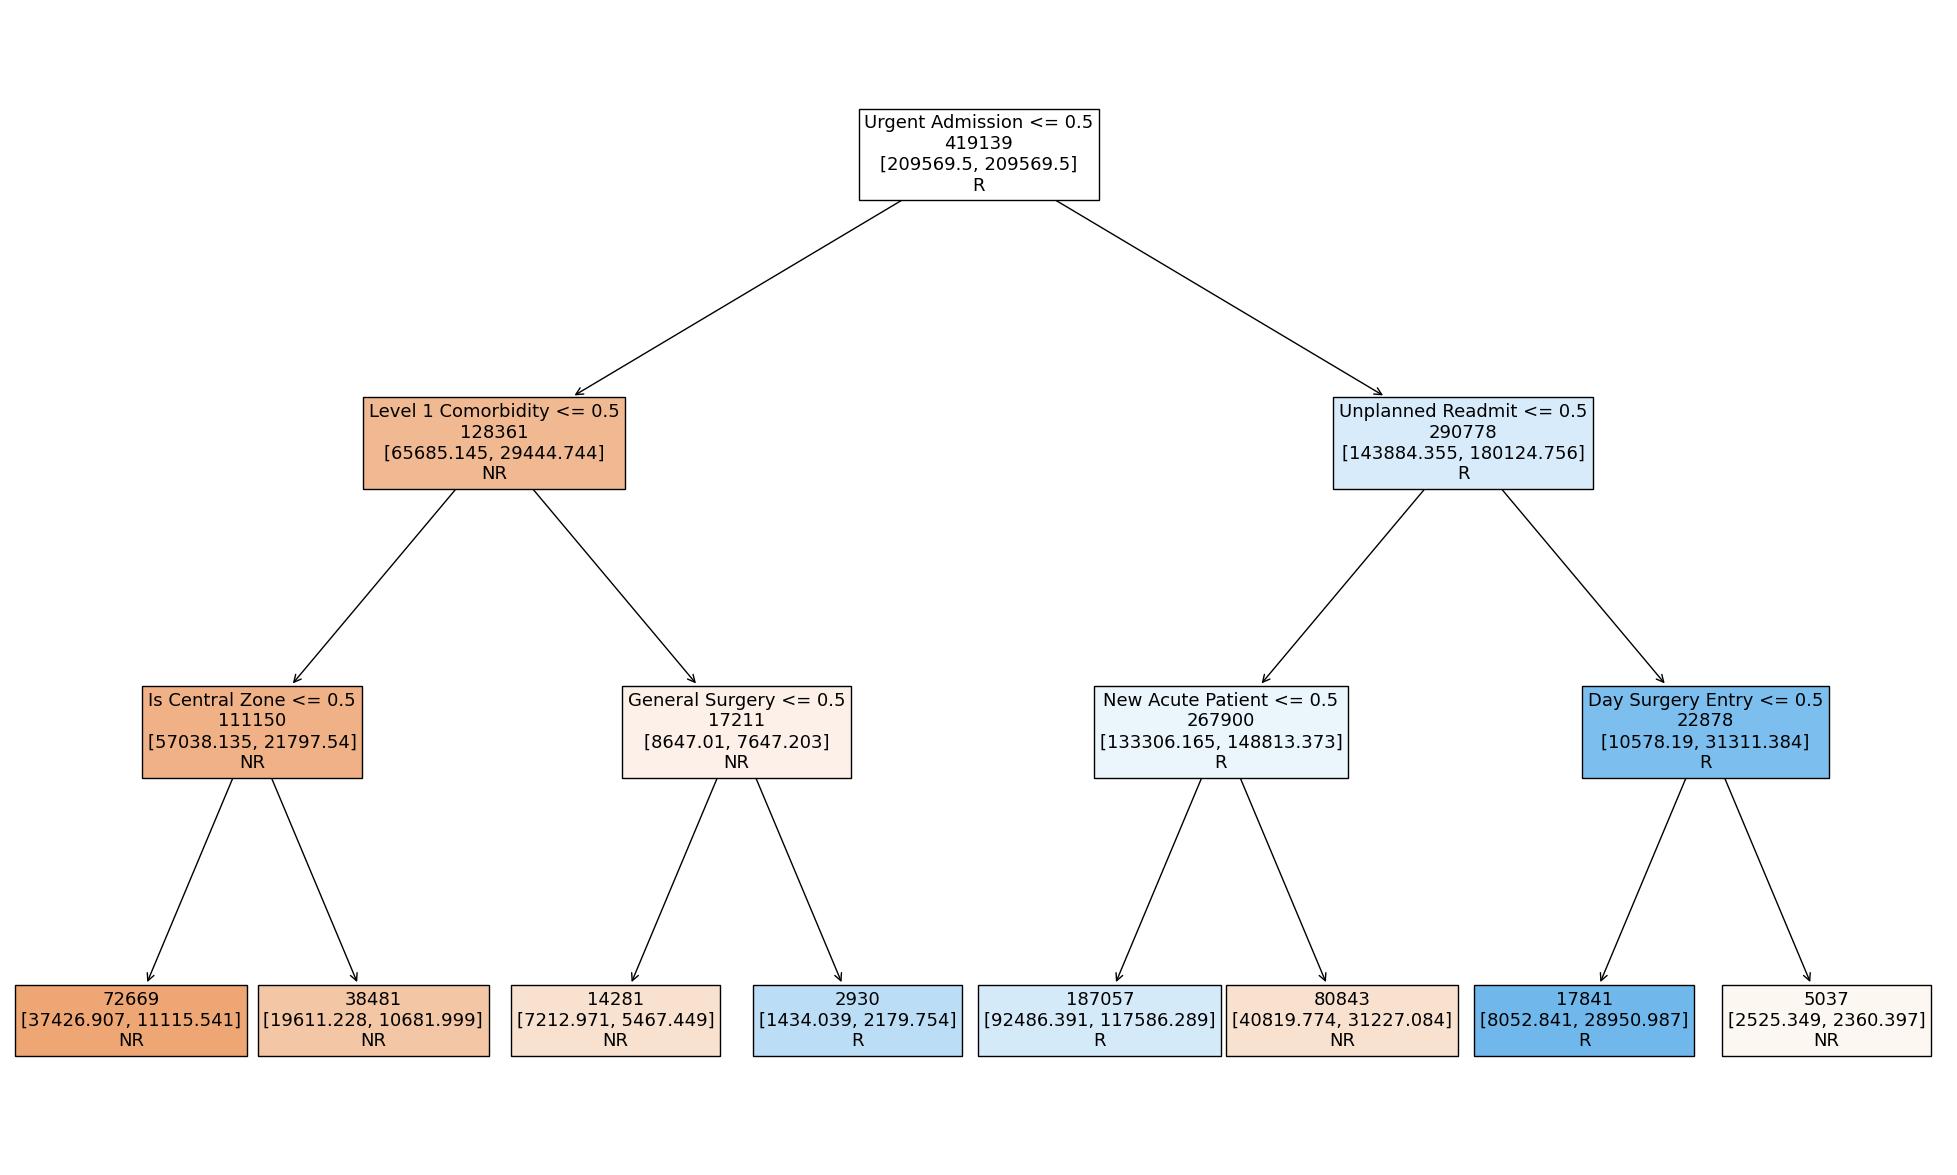 Urgent Admission <= 0.5
419139
[209569.5, 209569.5]
R
Level 1 Comorbidity <= 0.5
128361
[65685.145, 29444.744]
NR
Unplanned Readmit <= 0.5
290778
[143884.355, 180124.756]
R
Is Central Zone <= 0.5
111150
[57038.135, 21797.54]
NR
General Surgery <= 0.5
17211
[8647.01, 7647.203]
NR
New Acute Patient <= 0.5
267900
[133306.165, 148813.373]
R
Day Surgery Entry <= 0.5
22878
[10578.19, 31311.384]
R
72669
[37426.907, 11115.541]
NR
38481
[19611.228, 10681.999]
NR
14281
[7212.971, 5467.449]
NR
2930
[1434.039, 2179.754]
R
187057
[92486.391, 117586.289]
R
80843
[40819.774, 31227.084]
NR
17841
[8052.841, 28950.987]
R
5037
[2525.349, 2360.397]
NR